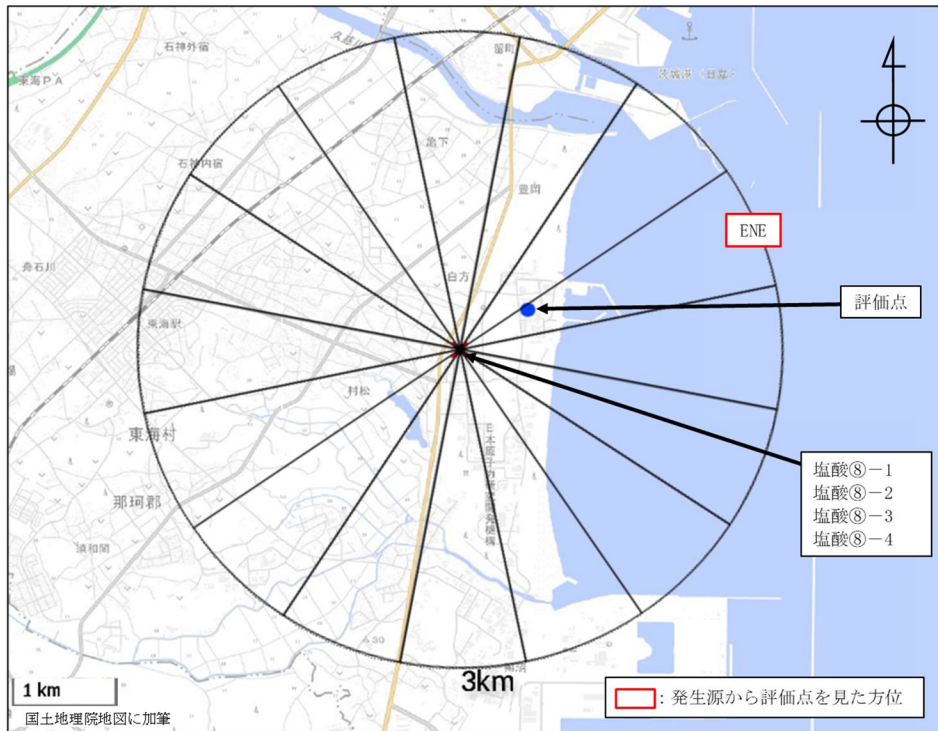 石神外宿
久慈川
留町
茨城港（日立）
東海PA
亀下
石神内宿
豊岡
ENE
舟石川
白方
評価点
東海駅
村松
東海村
日本原子力研究開発機構
塩酸⑧－1
塩酸⑧－2
塩酸⑧－3
塩酸⑧－4
那珂郡
須和間
3km
1 km
国土地理院地図に加筆
：発生源から評価点を見た方位